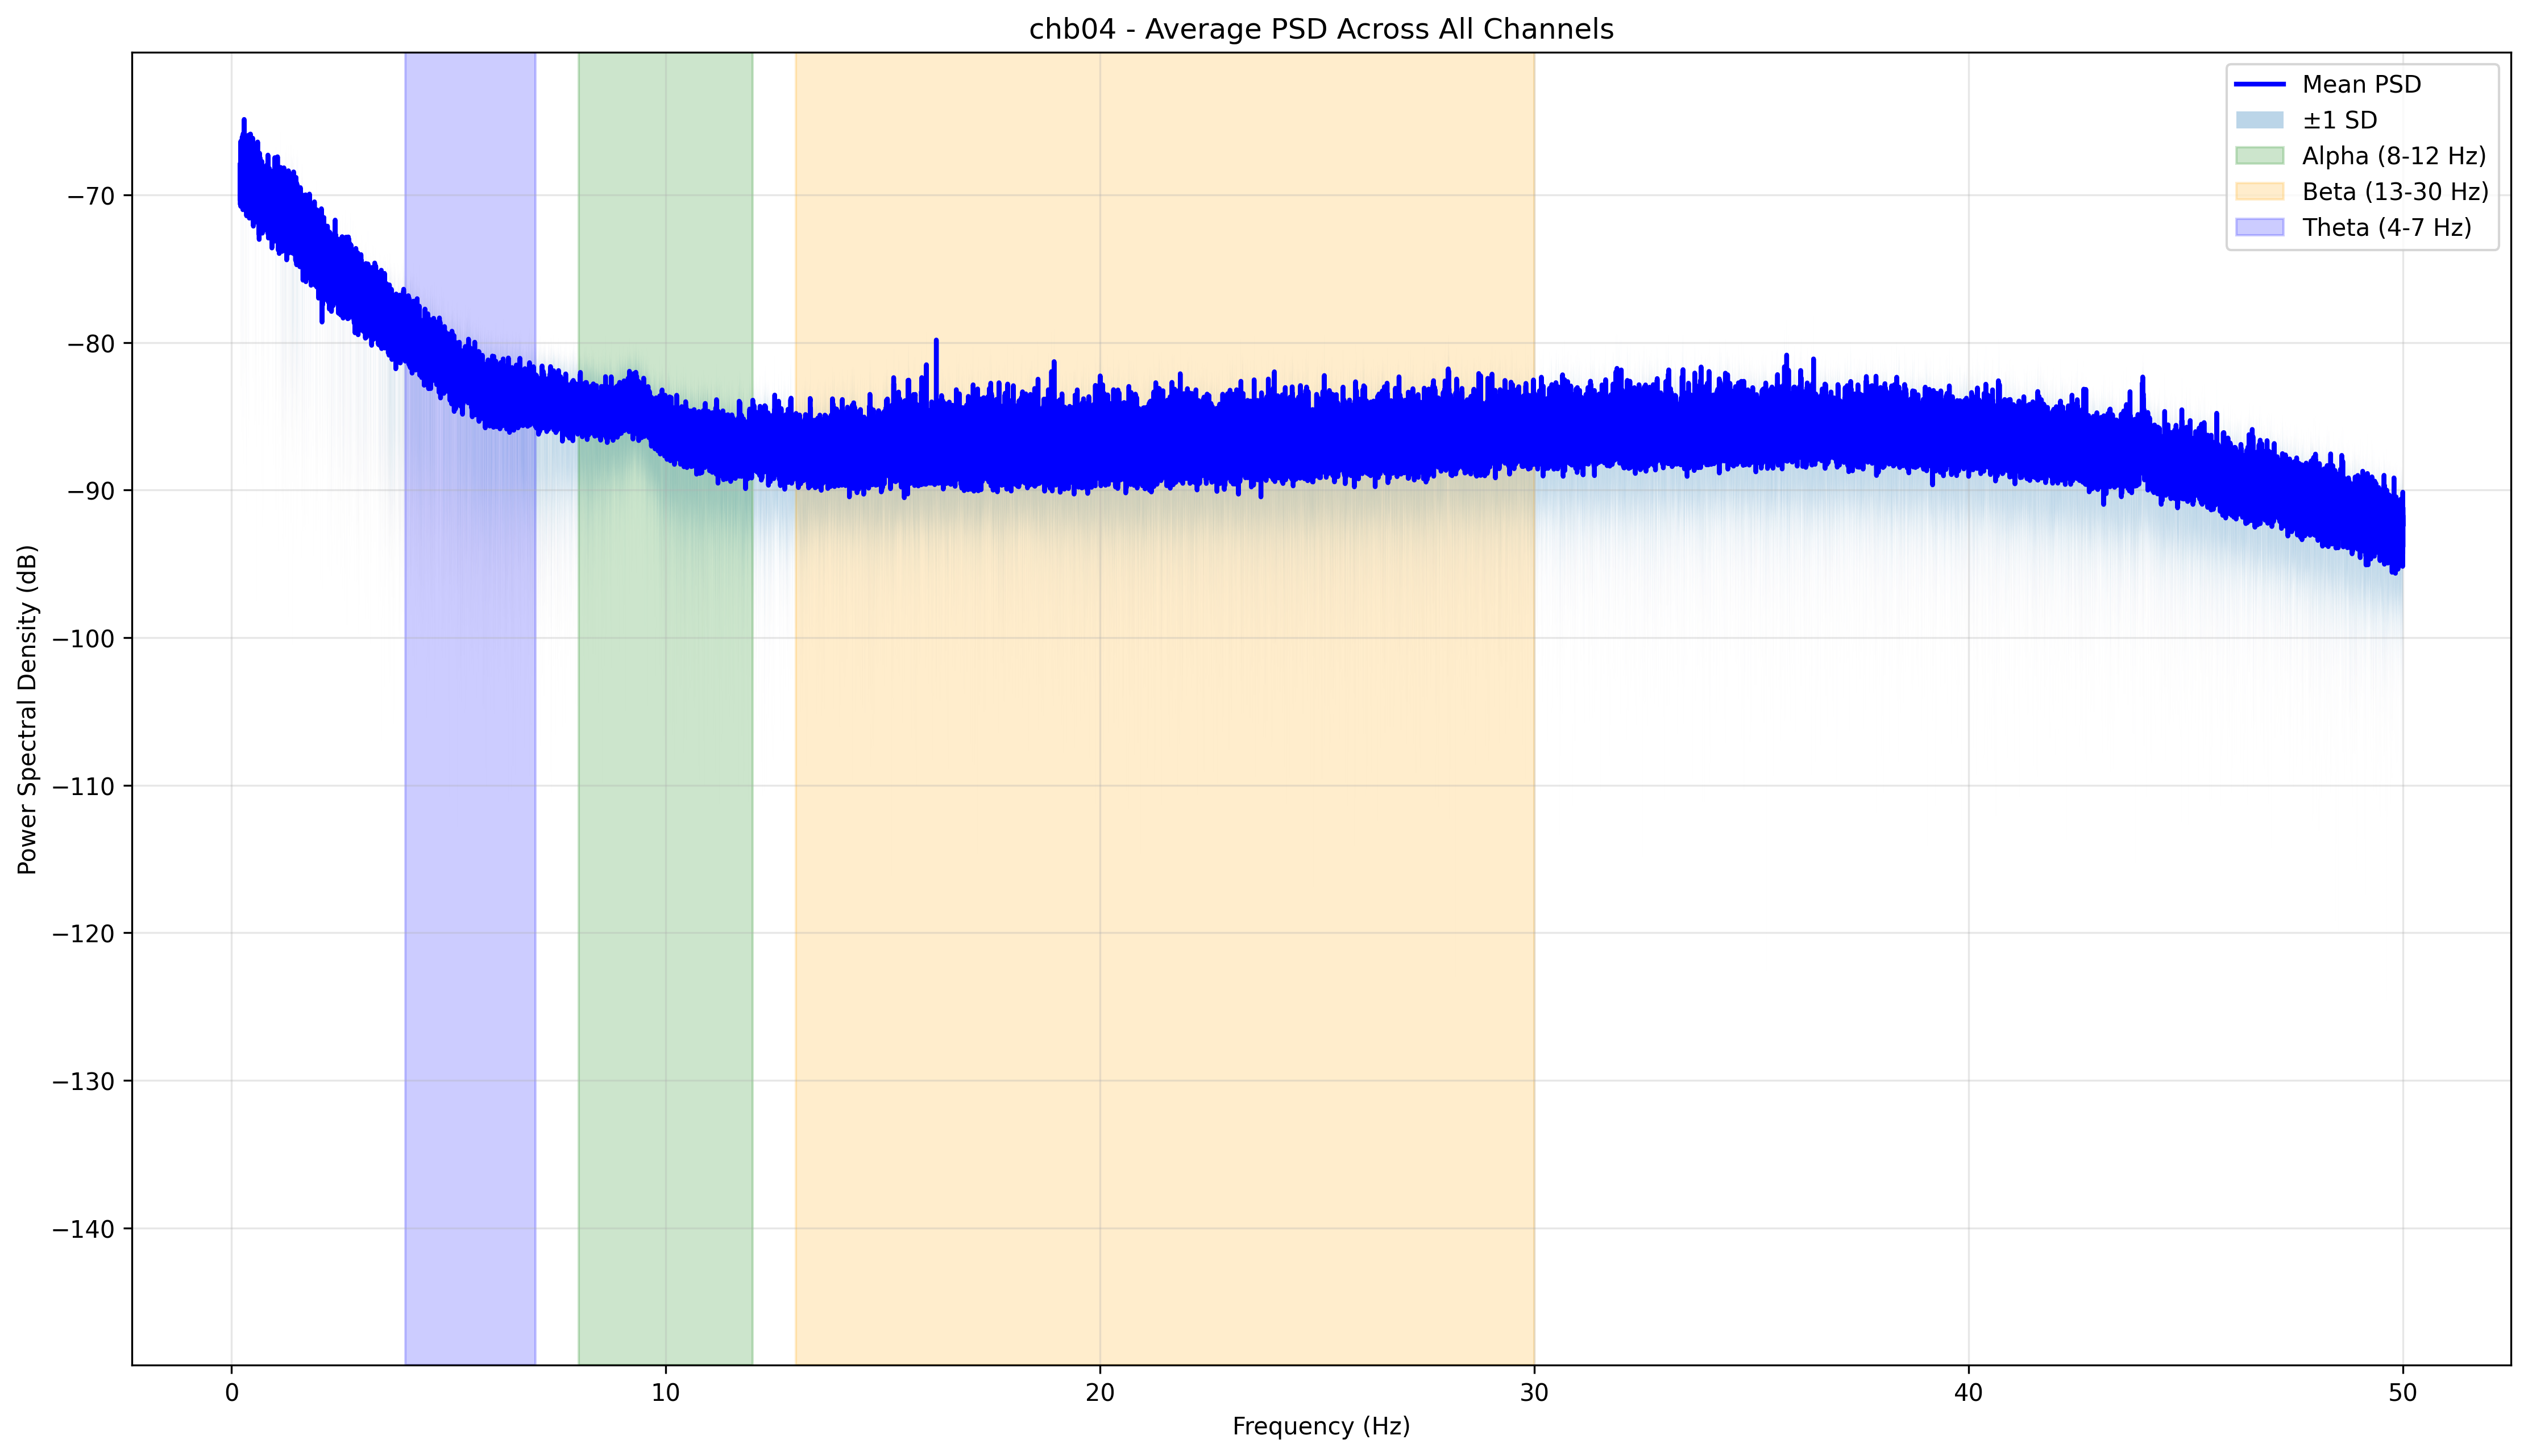 chb04 - Average PSD Across All Channels
Mean PSD
±1 SD
Alpha (8-12 Hz)
Beta (13-30 Hz)
Theta (4-7 Hz)
Power Spectral Density (dB)
−70
−80
−90
−100
−110
−120
−130
−140
0 10 20 30 40 50
Frequency (Hz)